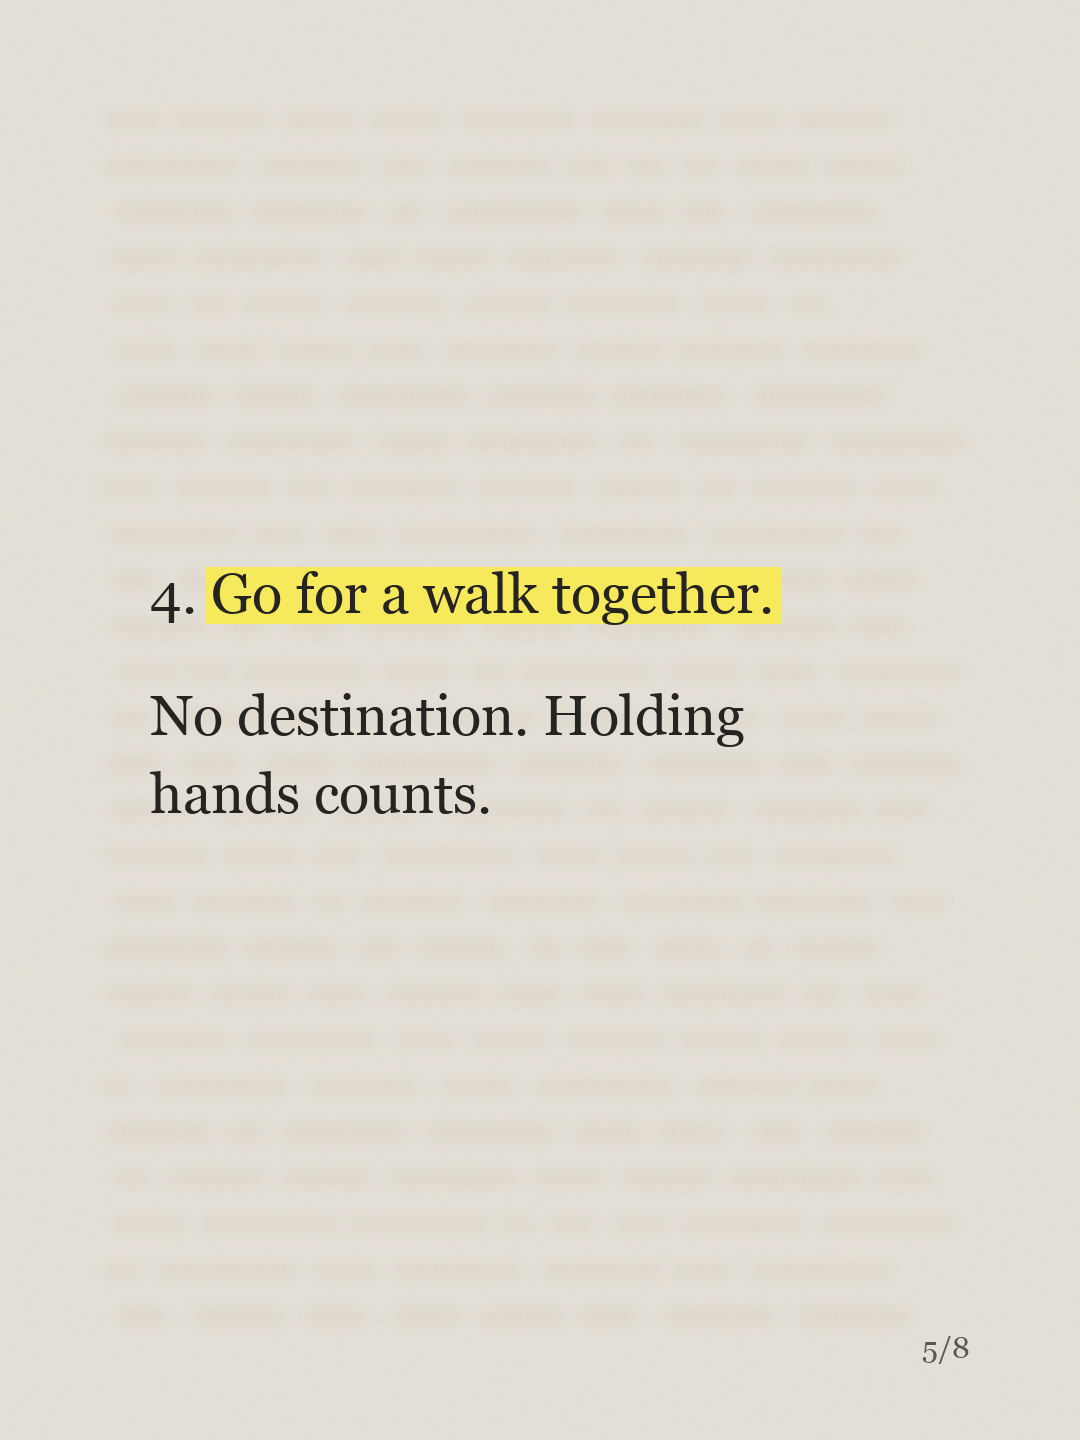 4. Go for a walk together.
No destination. Holding
hands counts.
5/8